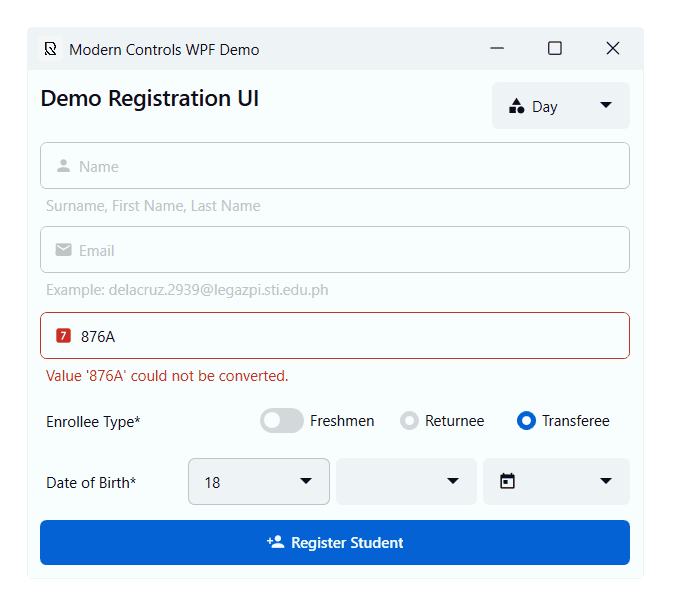 Modern Controls WPF Demo
Demo Registration UI
Day
Name
Surname, First Name, Last Name
Email
Example: delacruz.2939@legazpi.sti.edu.ph
7 876A
Value '876A' could not be converted.
Enrollee Type* Freshmen Returnee Transferee
Date of Birth* 18
Register Student